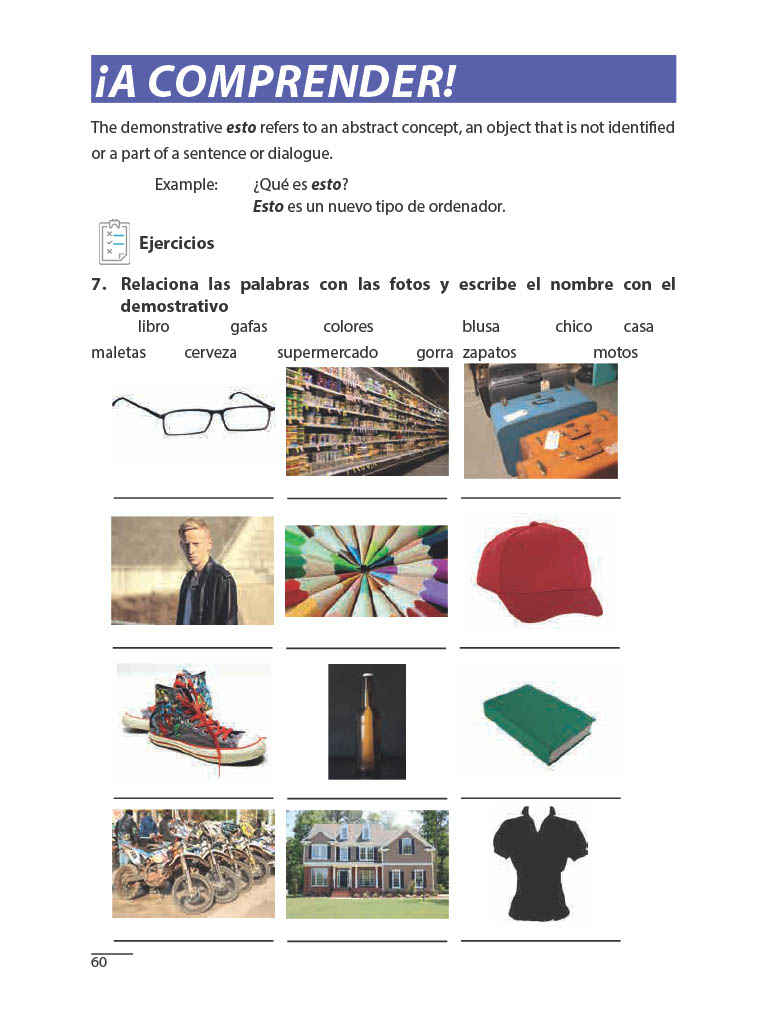 ¡A COMPRENDER!
The demonstrative esto refers to an abstract concept, an object that is not identified
or a part of a sentence or dialogue.
Example: ¿Qué es esto?
Esto es un nuevo tipo de ordenador.
Ejercicios
7. Relaciona las palabras con las fotos y escribe el nombre con el
demostrativo
libro gafas colores blusa chico casa
maletas cerveza supermercado gorra zapatos motos
60